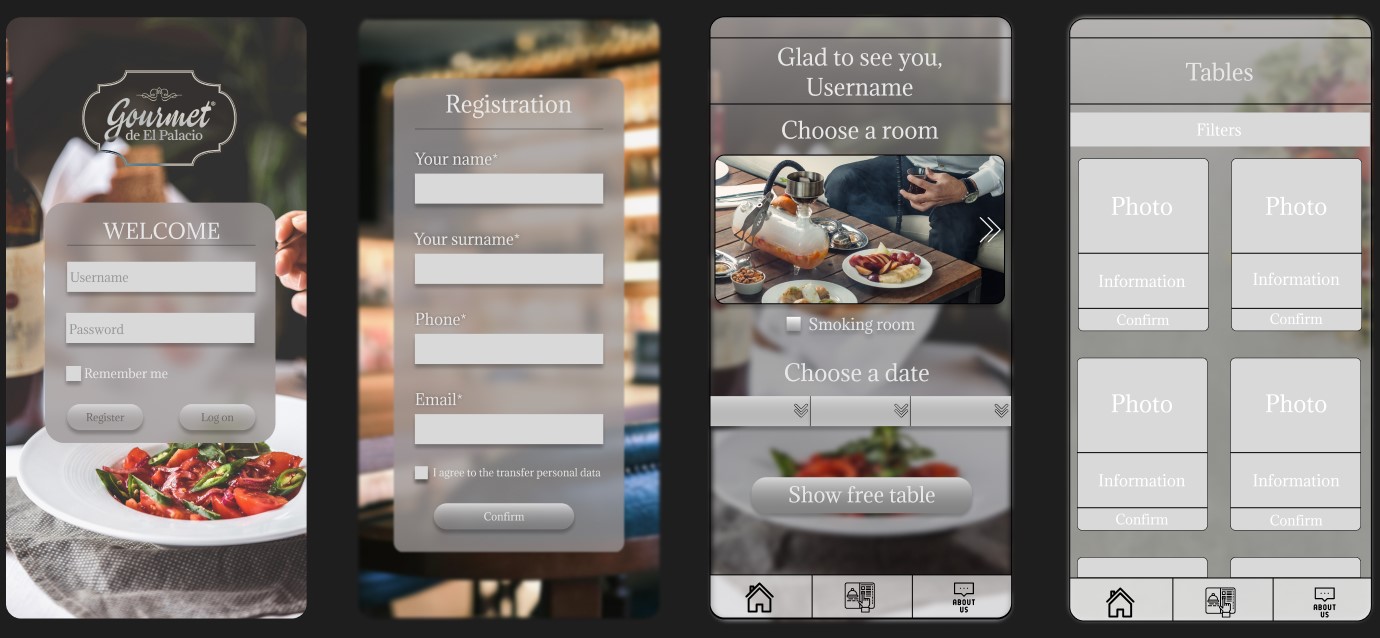 Gourmet®
de El Palacio
WELCOME
Username
Password
Remember me
Register
Log on
Registration
Your name*
Your surname*
Phone*
Email*
I agree to the transfer personal data
Confirm
Glad to see you,
Username
Choose a room
Smoking room
Choose a date
Show free table
ABOUT
US
Tables
Filters
Photo
Photo
Information
Information
Confirm
Confirm
Photo
Photo
Information
Information
Confirm
Confirm
ABOUT
US